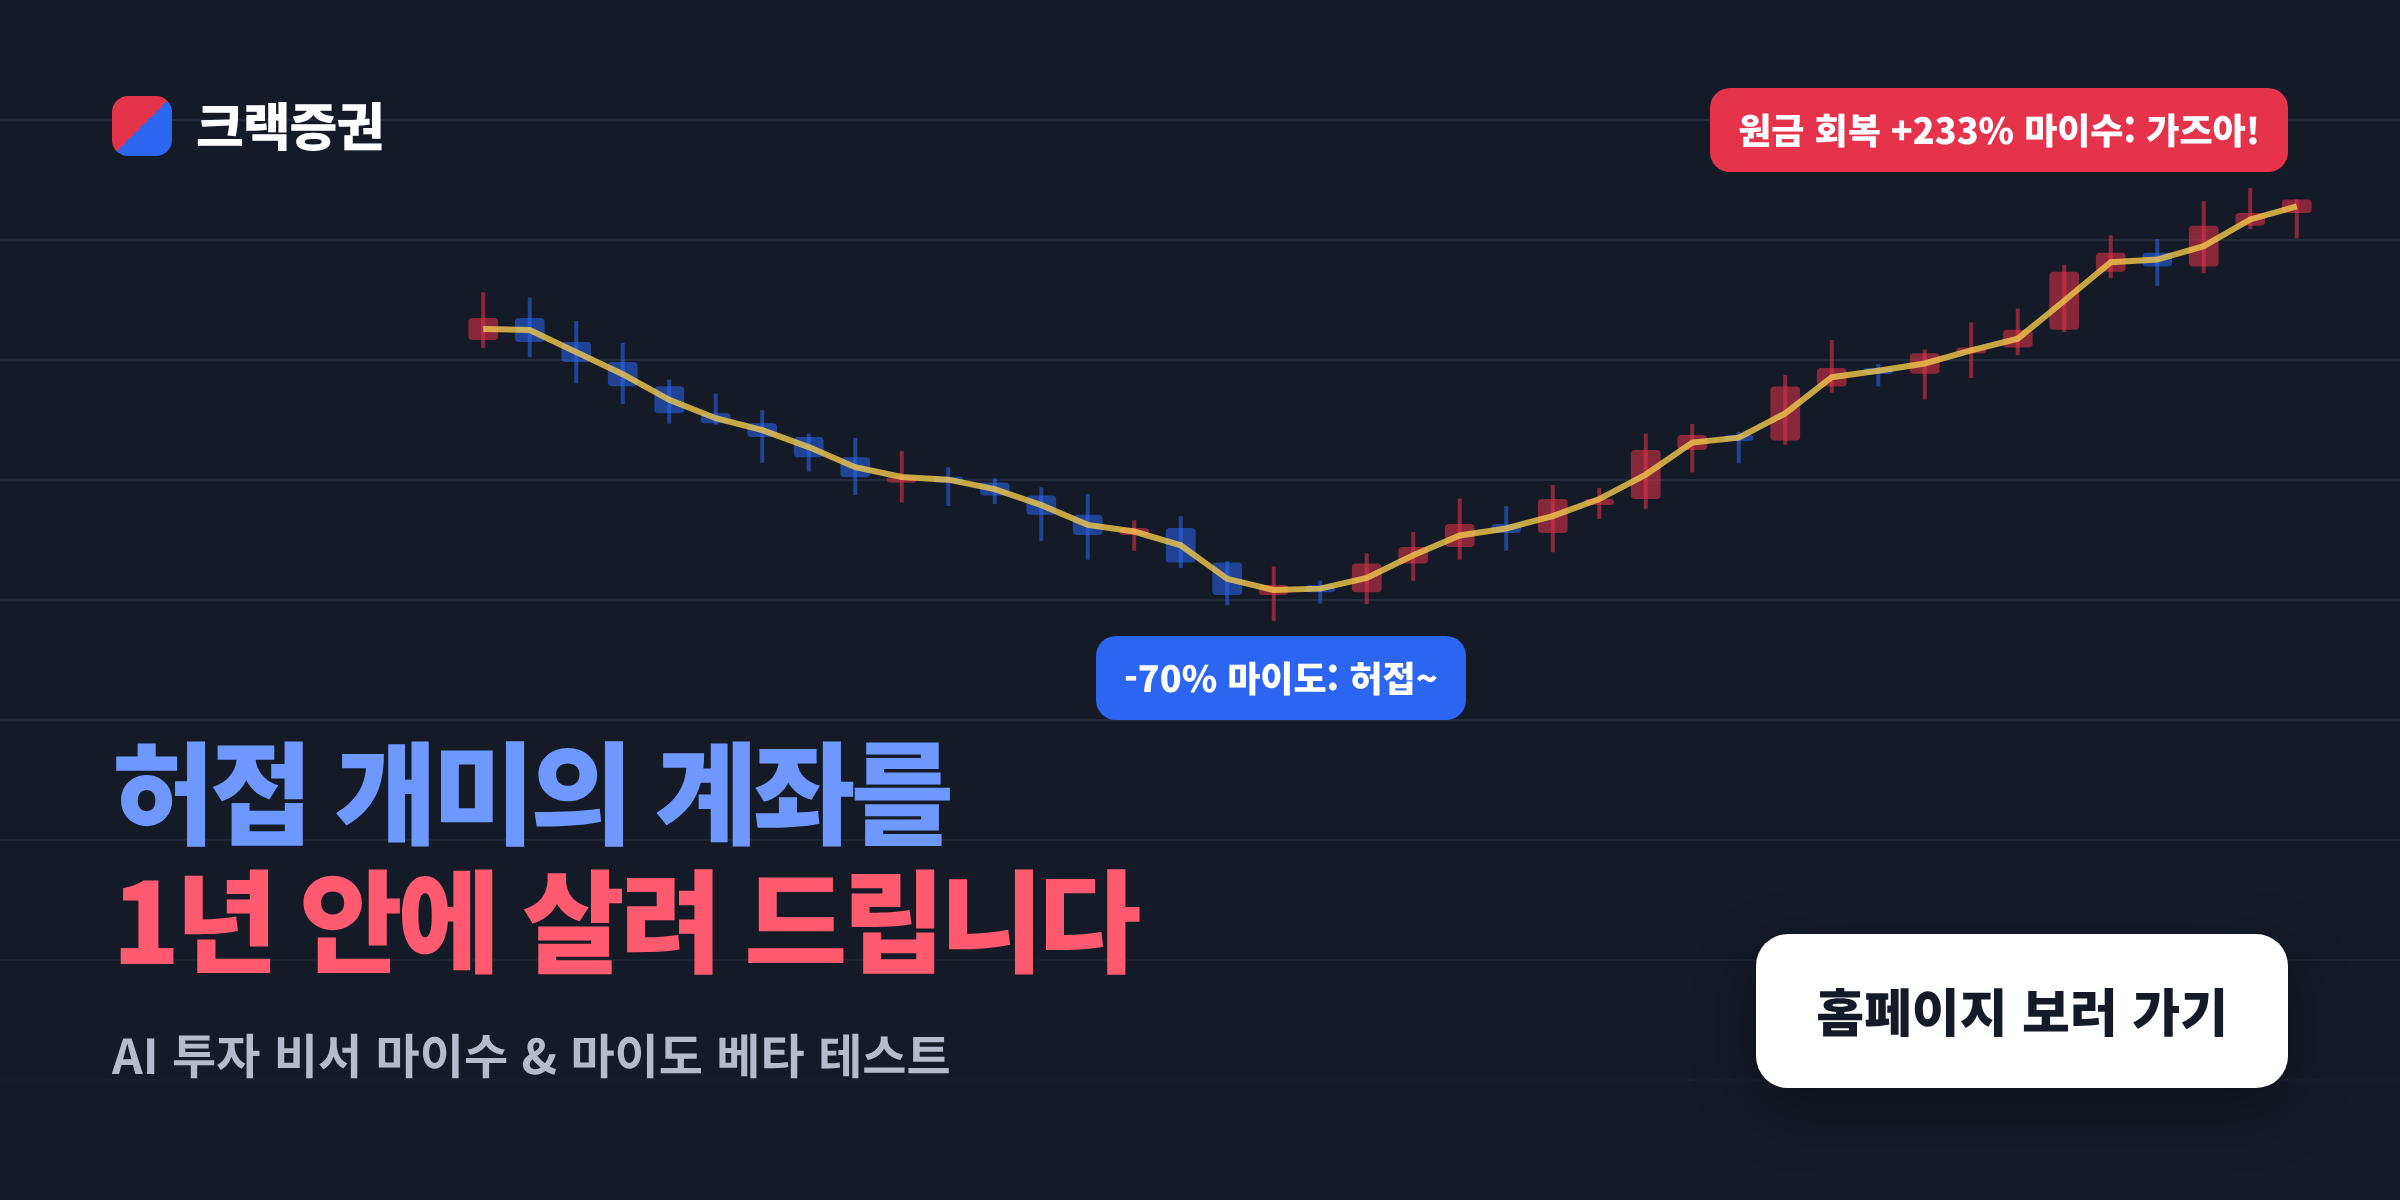 크랙증권
원금 회복 +233% 마이수: 가즈아!
-70% 마이도: 허접~
허접 개미의 계좌를
1년 안에 살려 드립니다
AI 투자 비서 마이수 & 마이도 베타 테스트
홈페이지 보러 가기